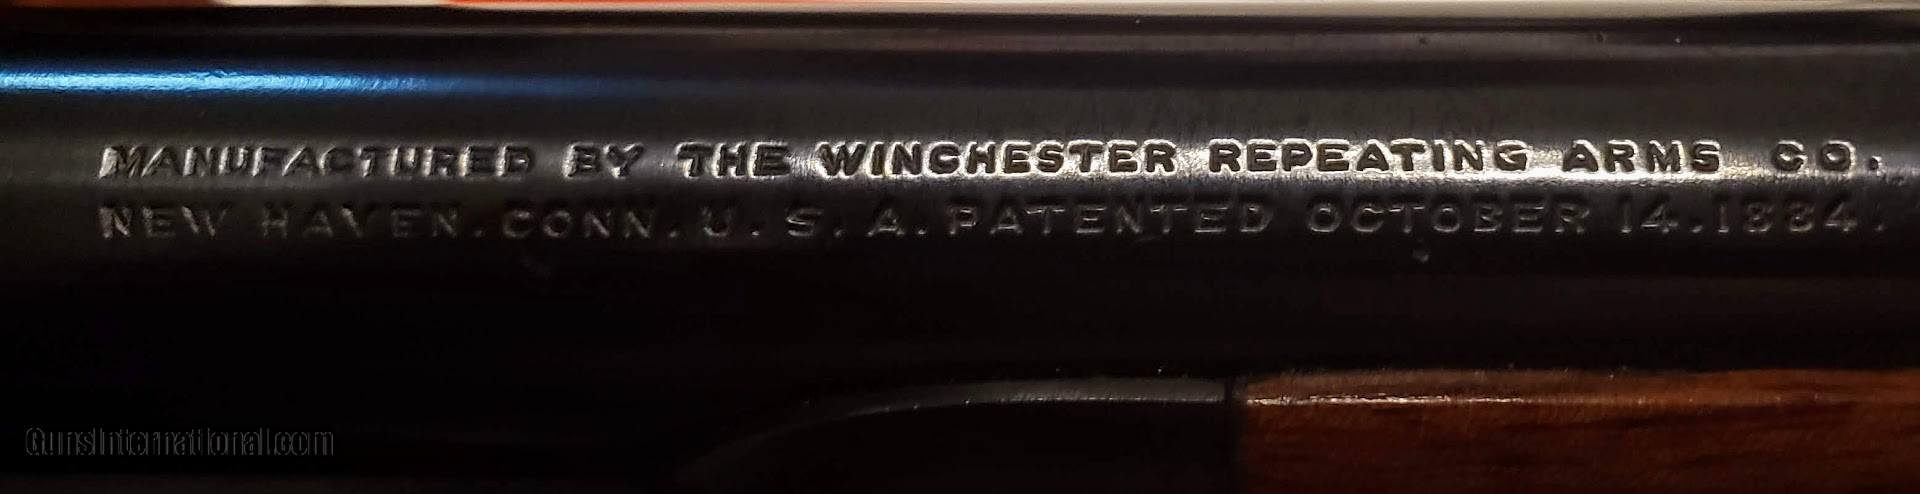 MANUFACTURED BY THE WINCHESTER REPEATING ARMS CO.
NEW HAVEN. CONN. U. S. A. PATENTED OCTOBER 14. 1884.
GunsInternational.com